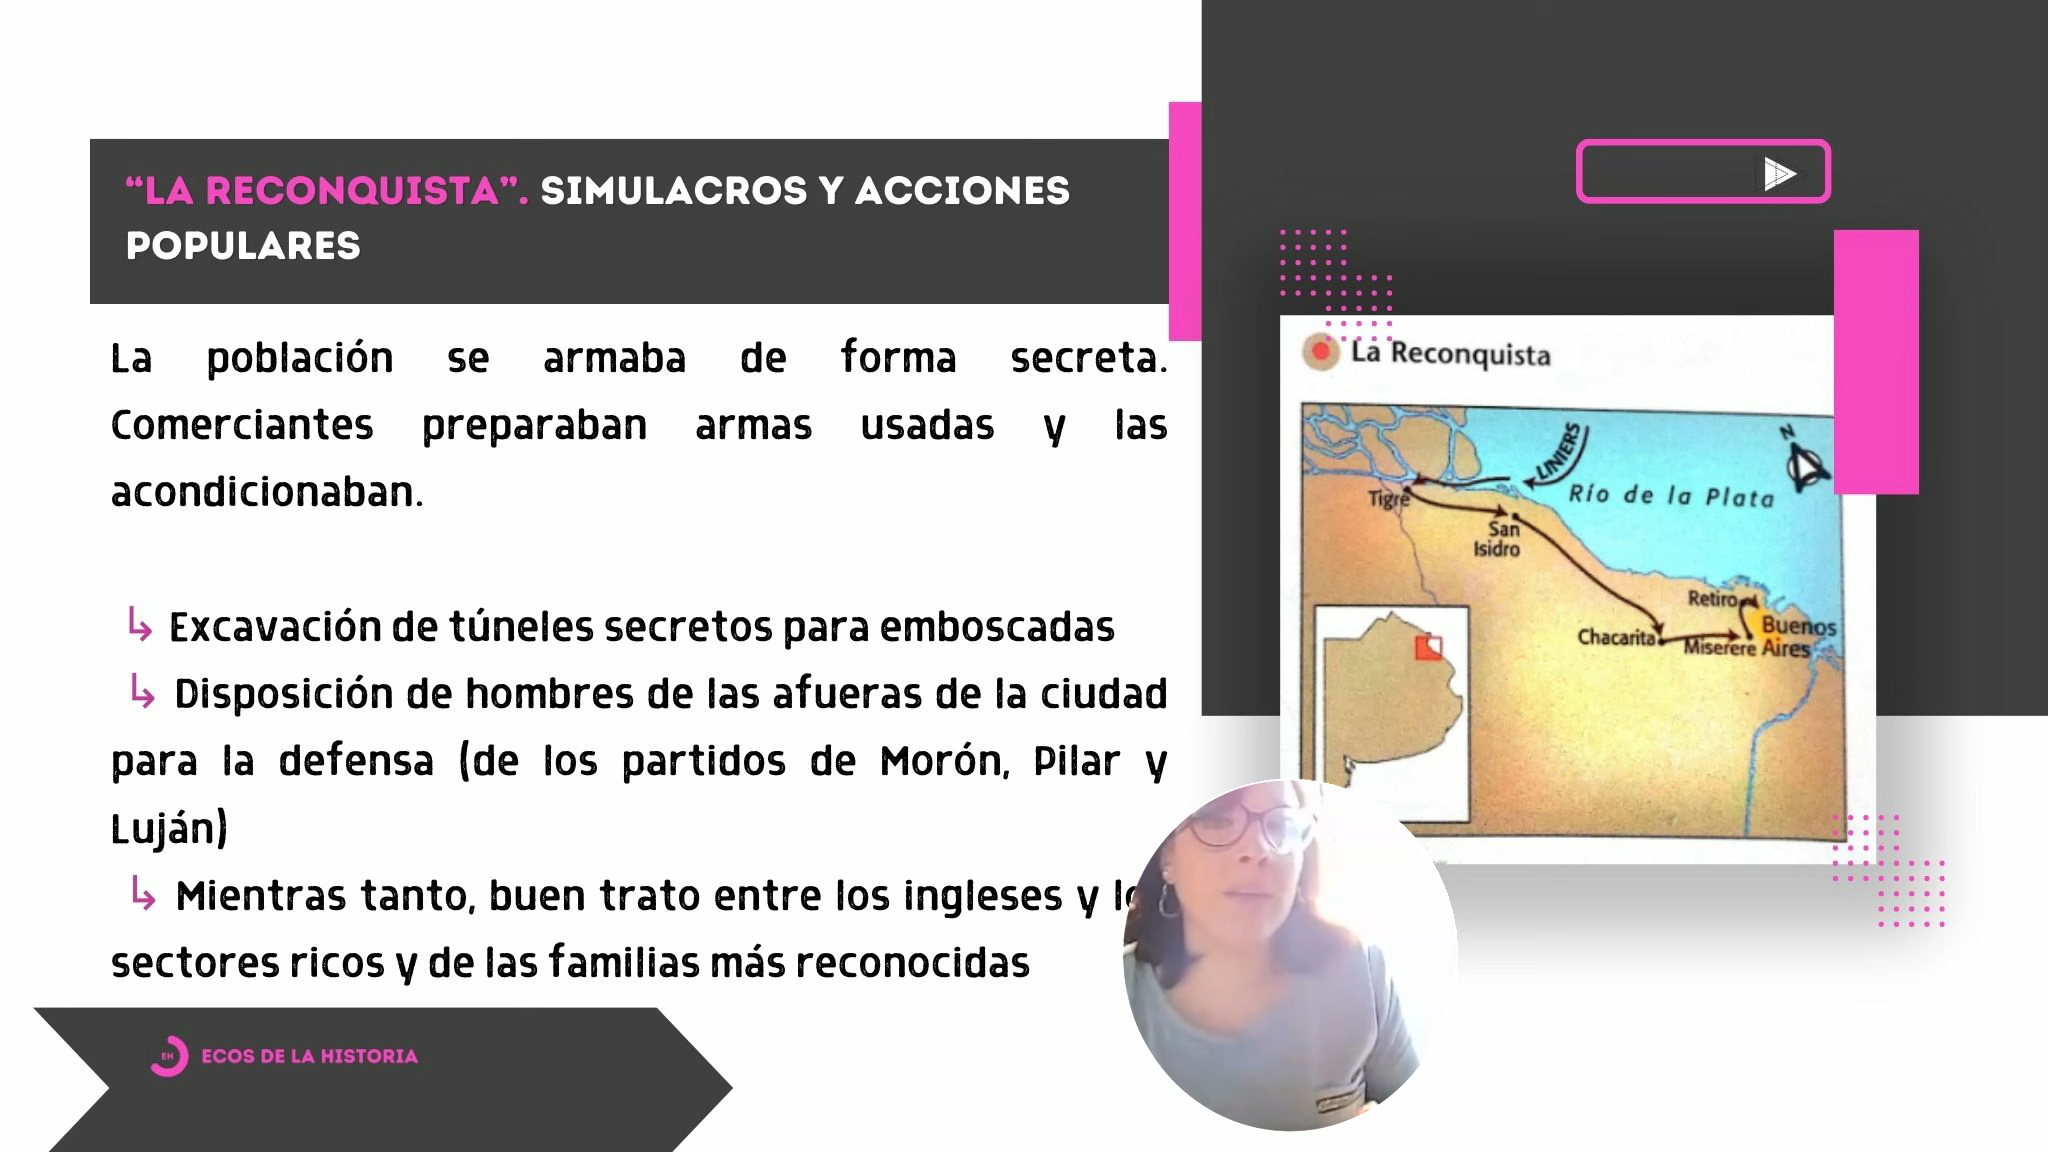 “LA RECONQUISTA”. SIMULACROS Y ACCIONES
POPULARES
La población se armaba de forma secreta.
Comerciantes preparaban armas usadas y las
acondicionaban.
↳ Excavación de túneles secretos para emboscadas
↳ Disposición de hombres de las afueras de la ciudad
para la defensa (de los partidos de Morón, Pilar y
Luján)
↳ Mientras tanto, buen trato entre los ingleses y
sectores ricos y de las familias más reconocidas
EH ECOS DE LA HISTORIA
La Reconquista
LINIERS
N
Río de la Plata
Tigre
San
Isidro
Retiro
Buenos
Aires
Chacarita
Miserere